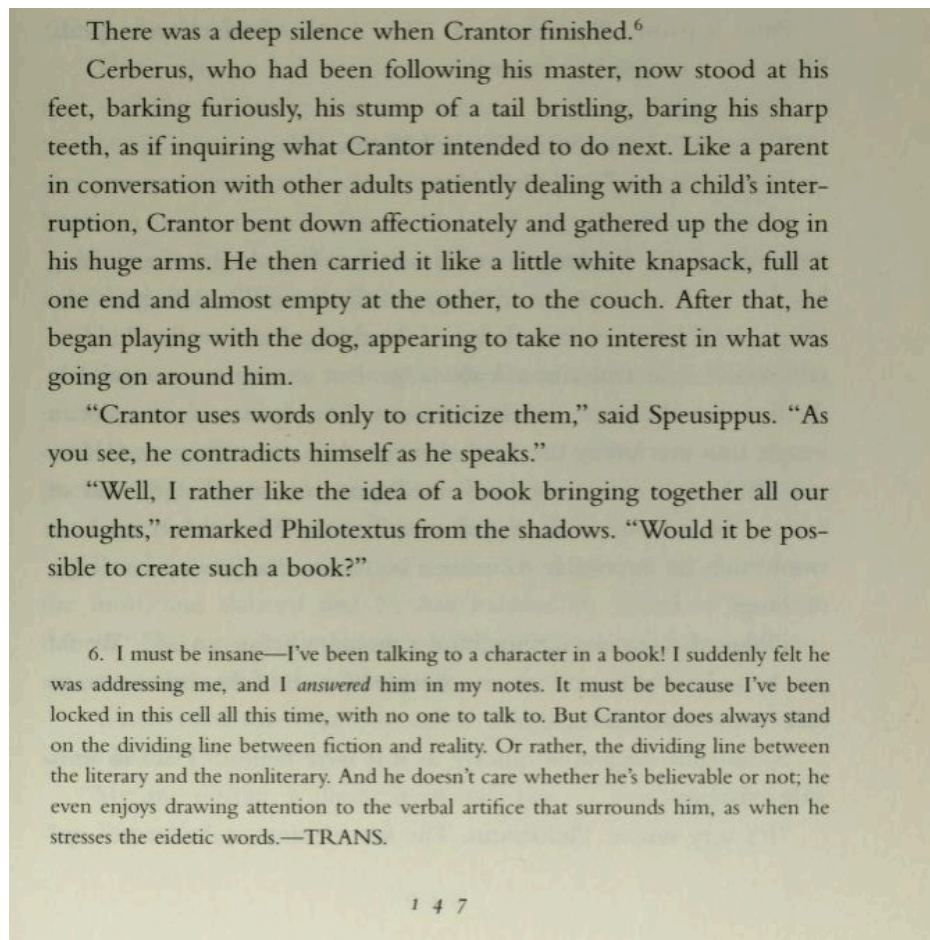 There was a deep silence when Crantor finished.6
Cerberus, who had been following his master, now stood at his
feet, barking furiously, his stump of a tail bristling, baring his sharp
teeth, as if inquiring what Crantor intended to do next. Like a parent
in conversation with other adults patiently dealing with a child's inter-
ruption, Crantor bent down affectionately and gathered up the dog in
his huge arms. He then carried it like a little white knapsack, full at
one end and almost empty at the other, to the couch. After that, he
began playing with the dog, appearing to take no interest in what was
going on around him.
“Crantor uses words only to criticize them,” said Speusippus. “As
you see, he contradicts himself as he speaks.”
“Well, I rather like the idea of a book bringing together all our
thoughts,” remarked Philotextus from the shadows. “Would it be pos-
sible to create such a book?”
6. I must be insane—I've been talking to a character in a book! I suddenly felt he
was addressing me, and I answered him in my notes. It must be because I've been
locked in this cell all this time, with no one to talk to. But Crantor does always stand
on the dividing line between fiction and reality. Or rather, the dividing line between
the literary and the nonliterary. And he doesn't care whether he's believable or not; he
even enjoys drawing attention to the verbal artifice that surrounds him, as when he
stresses the eidetic words.—TRANS.
1 4 7